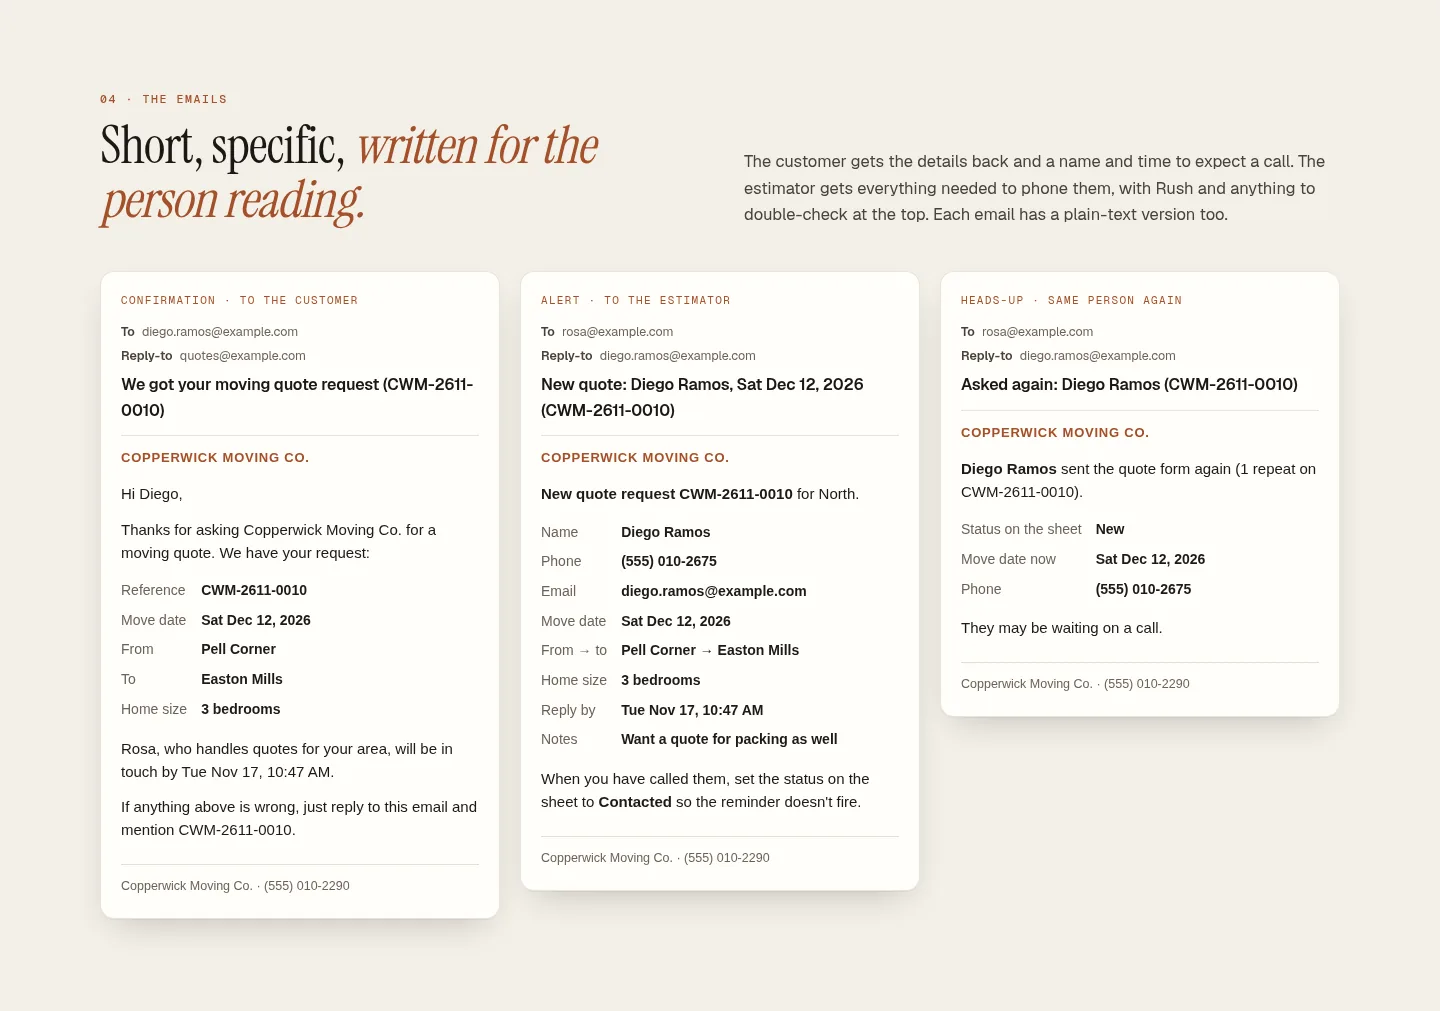 04 · THE EMAILS
Short, specific, written for the
person reading.
The customer gets the details back and a name and time to expect a call. The
estimator gets everything needed to phone them, with Rush and anything to
double-check at the top. Each email has a plain-text version too.
CONFIRMATION · TO THE CUSTOMER
To diego.ramos@example.com
Reply-to quotes@example.com
We got your moving quote request (CWM-2611-
0010)
COPPERWICK MOVING CO.
Hi Diego,
Thanks for asking Copperwick Moving Co. for a
moving quote. We have your request:
Reference CWM-2611-0010
Move date Sat Dec 12, 2026
From Pell Corner
To Easton Mills
Home size 3 bedrooms
Rosa, who handles quotes for your area, will be in
touch by Tue Nov 17, 10:47 AM.
If anything above is wrong, just reply to this email and
mention CWM-2611-0010.
Copperwick Moving Co. · (555) 010-2290
ALERT · TO THE ESTIMATOR
To rosa@example.com
Reply-to diego.ramos@example.com
New quote: Diego Ramos, Sat Dec 12, 2026
(CWM-2611-0010)
COPPERWICK MOVING CO.
New quote request CWM-2611-0010 for North.
Name Diego Ramos
Phone (555) 010-2675
Email diego.ramos@example.com
Move date Sat Dec 12, 2026
From → to Pell Corner → Easton Mills
Home size 3 bedrooms
Reply by Tue Nov 17, 10:47 AM
Notes Want a quote for packing as well
When you have called them, set the status on the
sheet to Contacted so the reminder doesn't fire.
Copperwick Moving Co. · (555) 010-2290
HEADS-UP · SAME PERSON AGAIN
To rosa@example.com
Reply-to diego.ramos@example.com
Asked again: Diego Ramos (CWM-2611-0010)
COPPERWICK MOVING CO.
Diego Ramos sent the quote form again (1 repeat on
CWM-2611-0010).
Status on the sheet New
Move date now Sat Dec 12, 2026
Phone (555) 010-2675
They may be waiting on a call.
Copperwick Moving Co. · (555) 010-2290